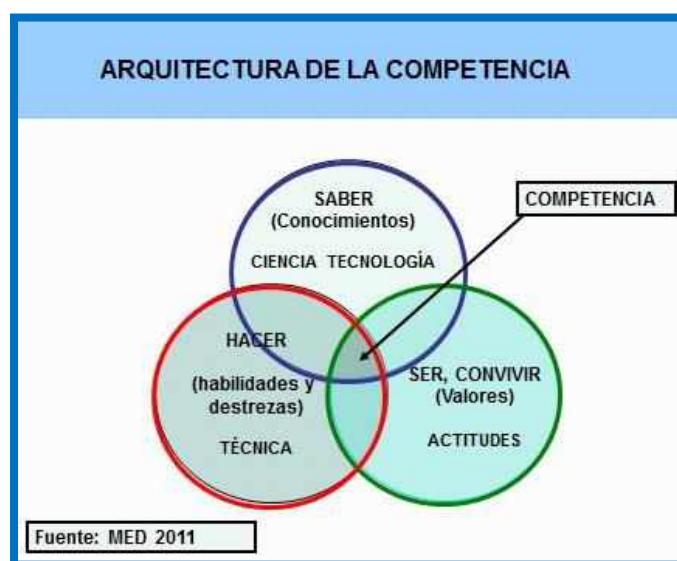 ARQUITECTURA DE LA COMPETENCIA
SABER
(Conocimientos)
CIENCIA TECNOLOGÍA
COMPETENCIA
HACER
(habilidades y
destrezas)
TÉCNICA
SER, CONVIVIR
(Valores)
ACTITUDES
Fuente: MED 2011